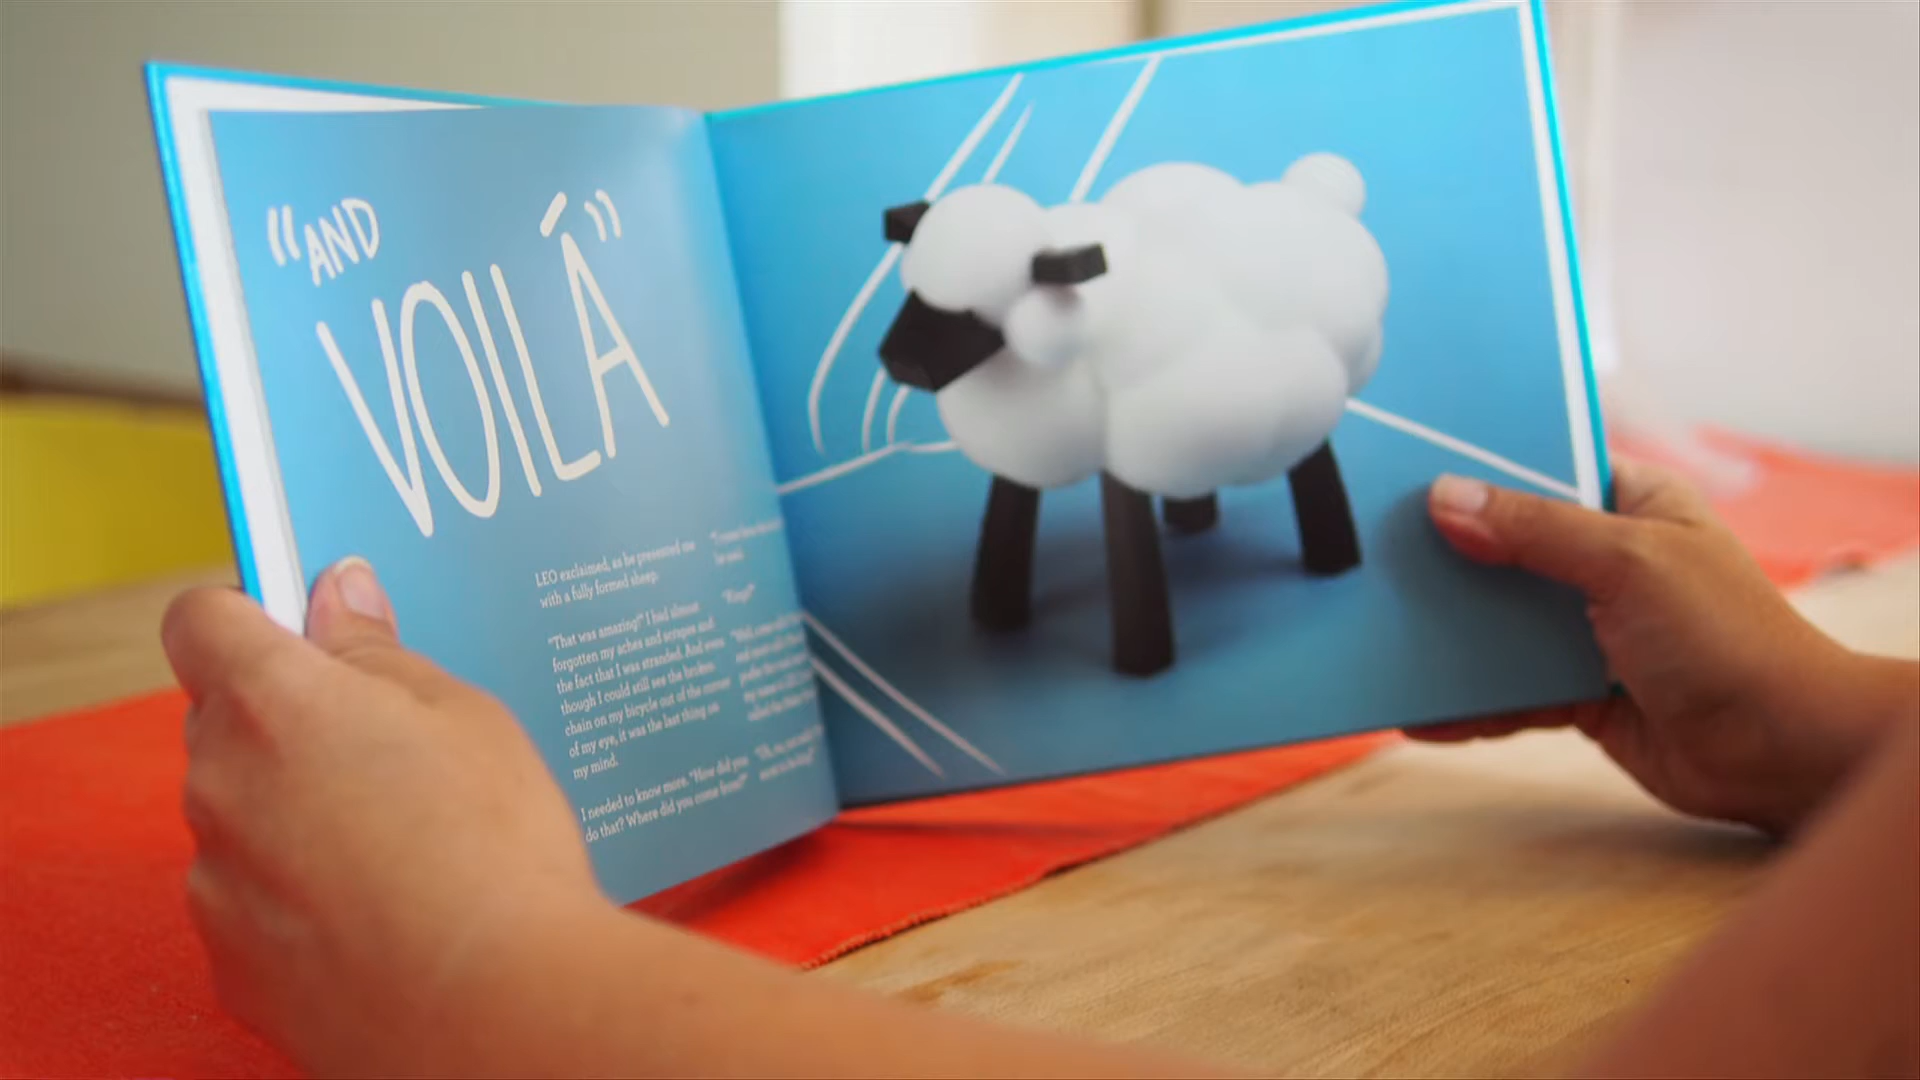 “AND
VOILÁ”
LEO exclaimed, as he presented me
with a fully formed sheep.
“That was amazing!” I had almost
forgotten my aches and scrapes and
the fact that I was stranded. And even
though I could still see the broken
chain on my bicycle out of the corner
of my eye, it was the last thing on
my mind.
I needed to know more. “How did you
do that? Where did you come from?”
he said.